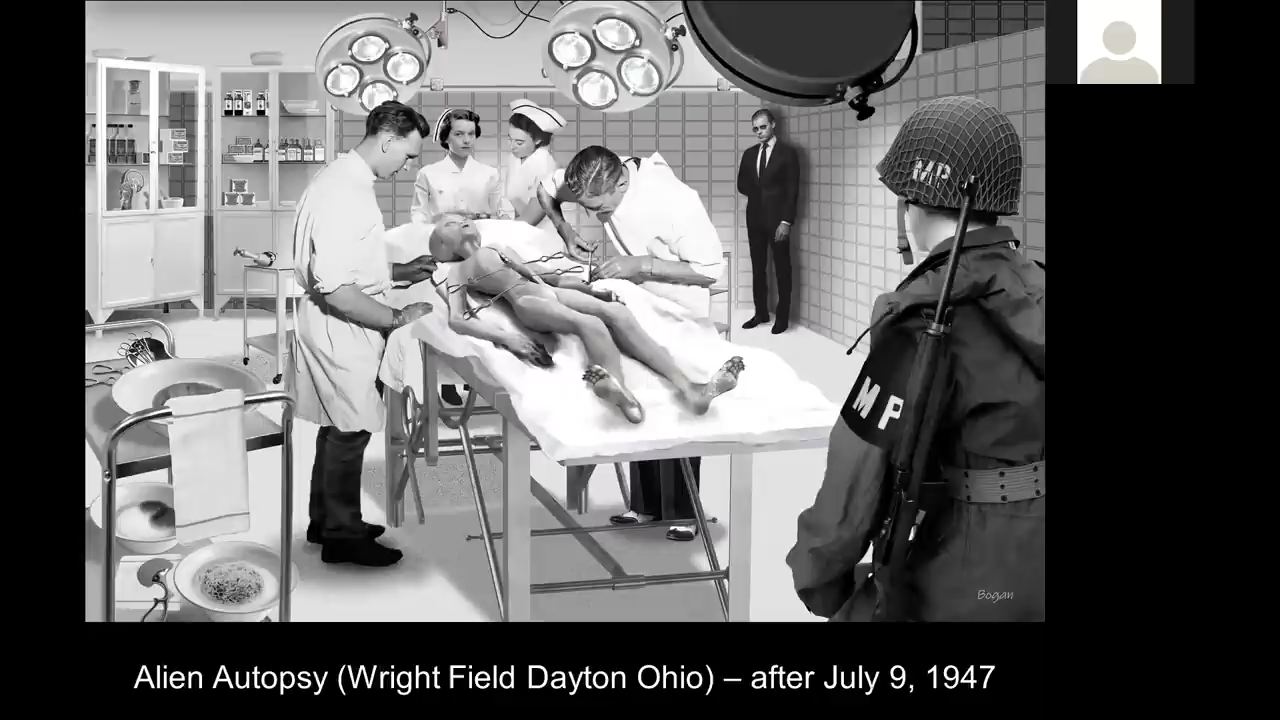 MP
MP
Bogan
Alien Autopsy (Wright Field Dayton Ohio) – after July 9, 1947